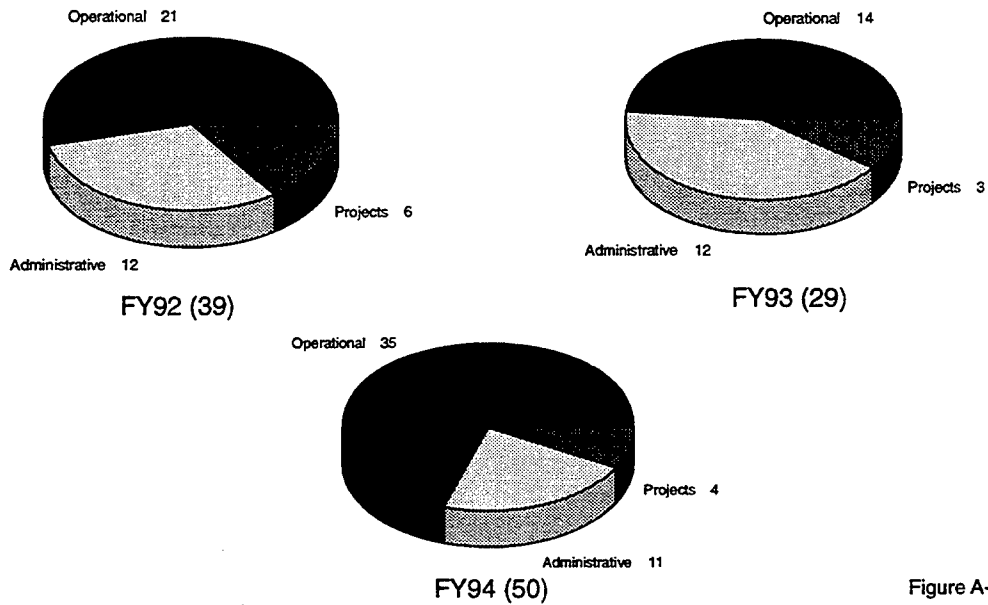 Operational 21
Operational 14
Projects 6
Projects 3
Administrative 12
Administrative 12
FY92 (39)
FY93 (29)
Operational 35
Projects 4
Administrative 11
FY94 (50)
Figure A-